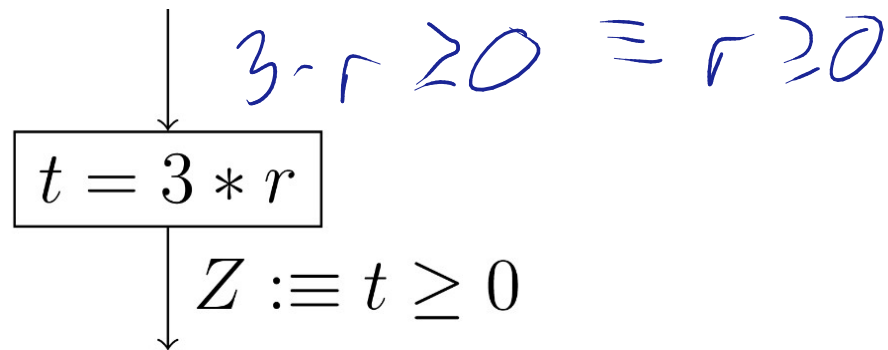 3 · r ≥ 0 ≡ r ≥ 0
t = 3 ∗ r
Z :≡ t ≥ 0